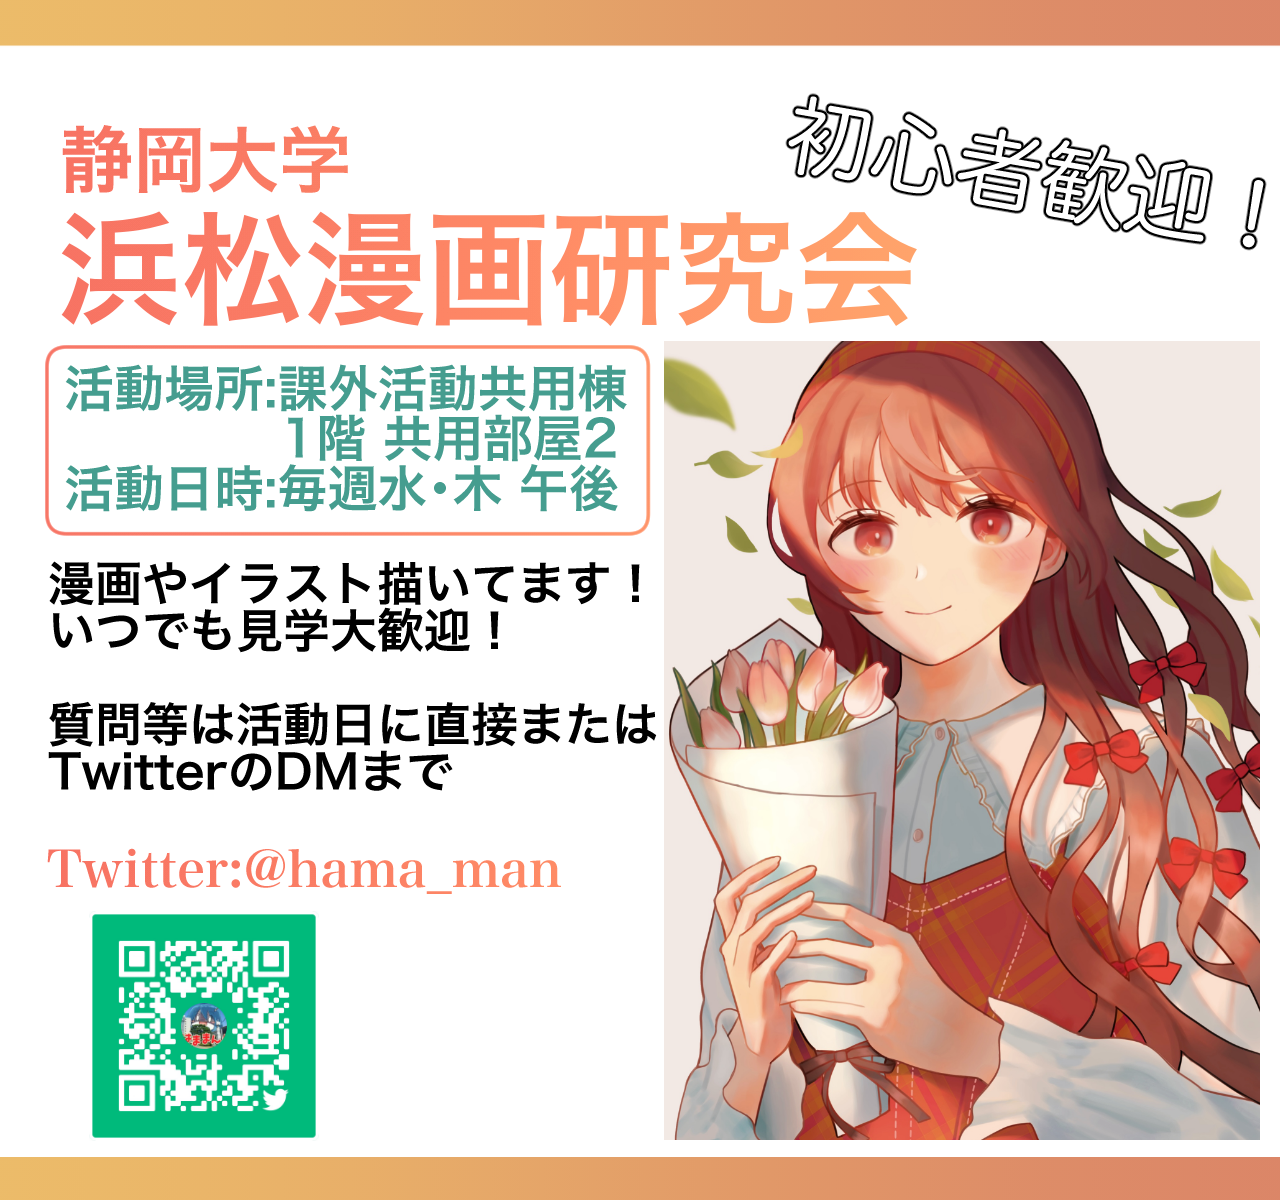 静岡大学
初心者歓迎！
浜松漫画研究会
活動場所:課外活動共用棟
1階 共用部屋2
活動日時:毎週水・木 午後
漫画やイラスト描いてます！
いつでも見学大歓迎！
質問等は活動日に直接または
TwitterのDMまで
Twitter:@hama_man
はままん